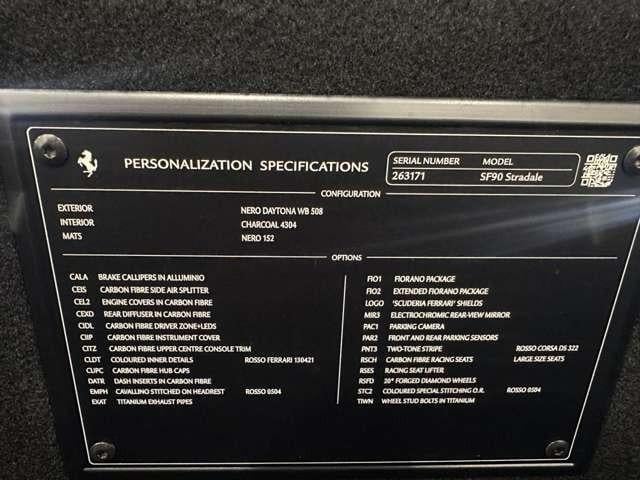 PERSONALIZATION SPECIFICATIONS
SERIAL NUMBER MODEL
263171 SF90 Stradale
CONFIGURATION
EXTERIOR NERO DAYTONA WB 508
INTERIOR CHARCOAL 4304
MATS NERO 152
OPTIONS
CALA BRAKE CALLIPERS IN ALLUMINIO
CEIS CARBON FIBRE SIDE AIR SPLITTER
CEL2 ENGINE COVERS IN CARBON FIBRE
CEXD REAR DIFFUSER IN CARBON FIBRE
CIDL CARBON FIBRE DRIVER ZONE+LEDS
CIIP CARBON FIBRE INSTRUMENT COVER
CITZ CARBON FIBRE UPPER CENTRE CONSOLE TRIM
CLDT COLOURED INNER DETAILS ROSSO FERRARI 130421
CUPC CARBON FIBRE HUB CAPS
DATR DASH INSERTS IN CARBON FIBRE
EMPH CAVALLINO STITCHED ON HEADREST ROSSO 0504
EXAT TITANIUM EXHAUST PIPES
FIO1 FIORANO PACKAGE
FIO2 EXTENDED FIORANO PACKAGE
LOGO 'SCUDERIA FERRARI' SHIELDS
MIR3 ELECTROCHROMIC REAR-VIEW MIRROR
PAC1 PARKING CAMERA
PAR2 FRONT AND REAR PARKING SENSORS
PNT3 TWO-TONE STRIPE ROSSO CORSA DS 322
RSCH CARBON FIBRE RACING SEATS LARGE SIZE SEATS
RSES RACING SEAT LIFTER
RSFD 20" FORGED DIAMOND WHEELS
STC2 COLOURED SPECIAL STITCHING O.R. ROSSO 0504
TIWN WHEEL STUD BOLTS IN TITANIUM